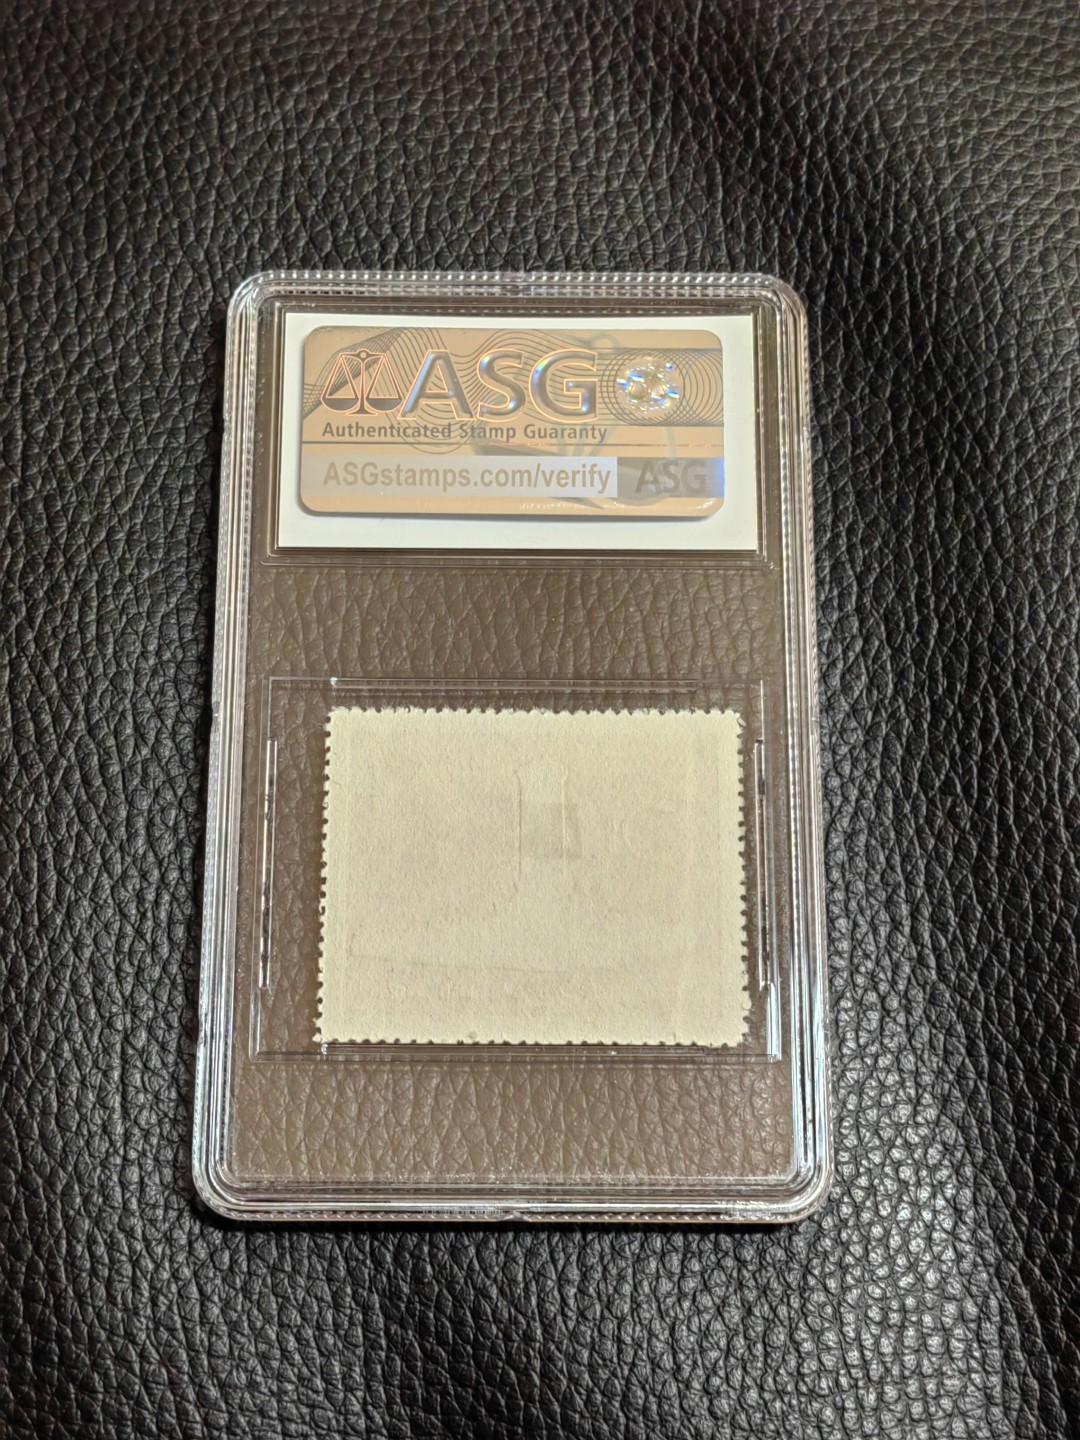 ASG
Authenticated Stamp Guaranty
ASGstamps.com/verify ASG